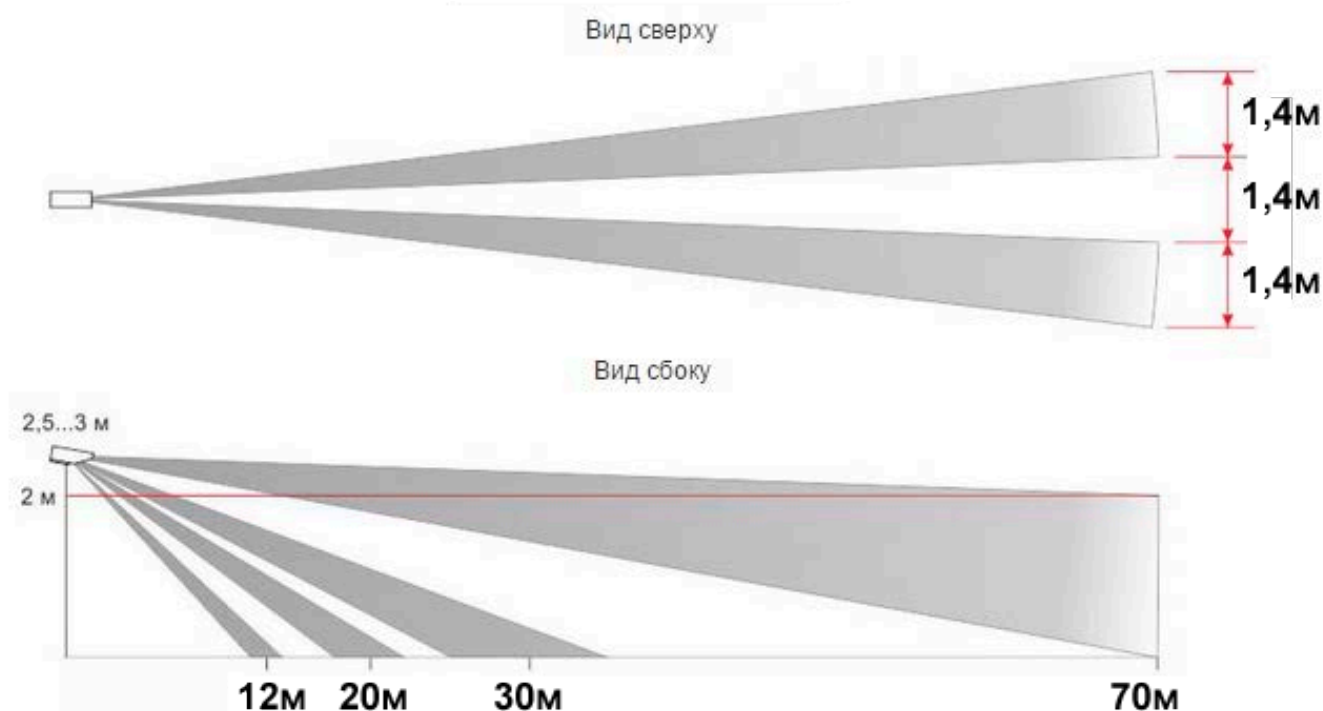 Вид сверху
1,4м
1,4м
1,4м
Вид сбоку
2,5...3 м
2 м
12м 20м 30м 70м